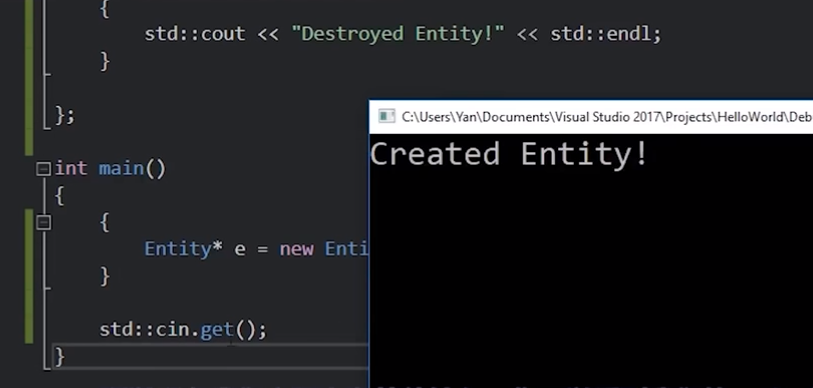 {
std::cout << "Destroyed Entity!" << std::endl;
}
};
C:\Users\Yan\Documents\Visual Studio 2017\Projects\HelloWorld\Deb
Created Entity!
int main()
{
{
Entity* e = new Enti
}
std::cin.get();
}